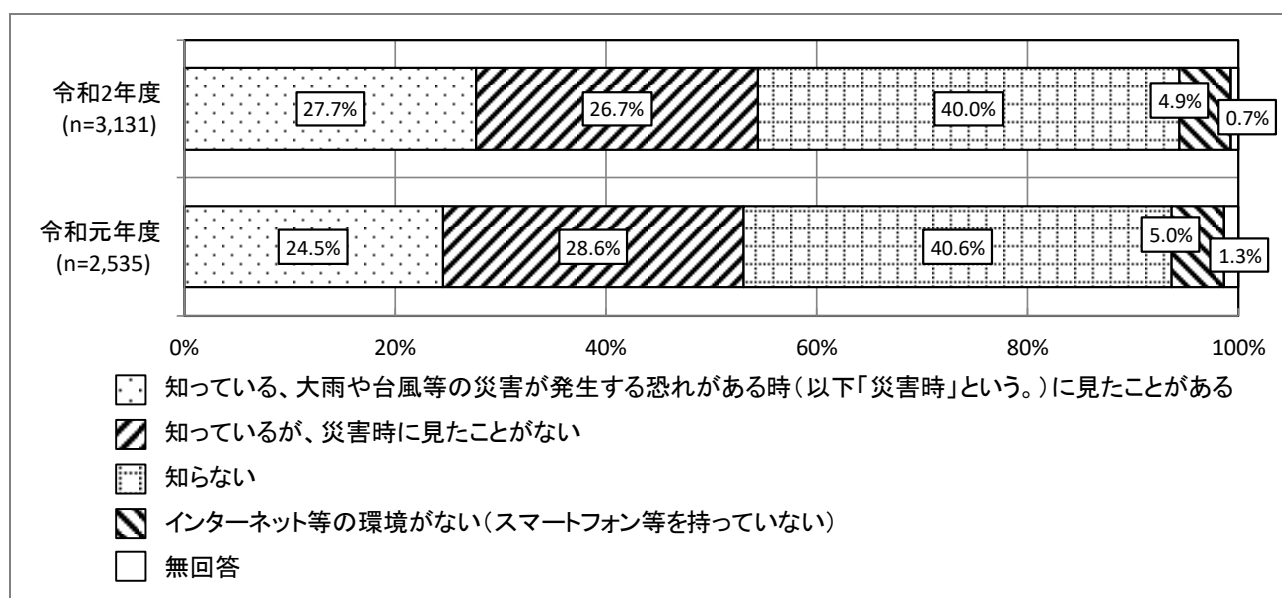 令和2年度
(n=3,131)
27.7%
26.7%
40.0%
4.9%
0.7%
令和元年度
(n=2,535)
24.5%
28.6%
40.6%
5.0%
1.3%
0%
20%
40%
60%
80%
100%
知っている、大雨や台風等の災害が発生する恐れがある時（以下「災害時」という。）に見たことがある
知っているが、災害時に見たことがない
知らない
インターネット等の環境がない（スマートフォン等を持っていない）
無回答